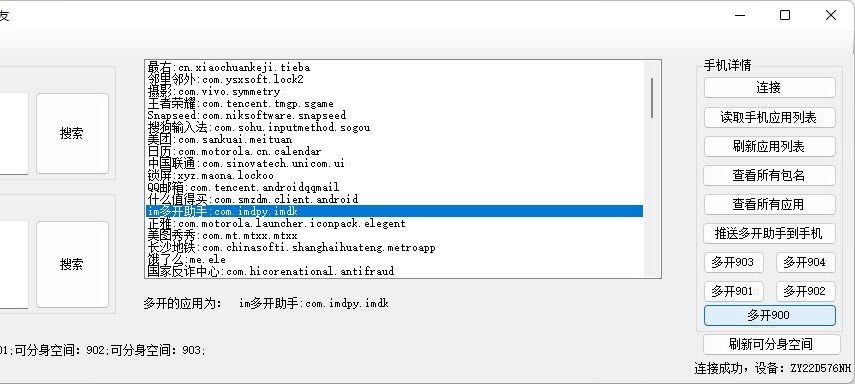 友
最右:cn.xiaochuankeji.tieba
邻里邻外:com.ysxsoft.lock2
摄影:com.vivo.symmetry
王者荣耀:com.tencent.tmgp.sgame
Snapseed:com.niksoftware.snapseed
搜狗输入法:com.sohu.inputmethod.sogou
美团:com.sankuai.meituan
日历:com.motorola.cn.calendar
中国联通:com.sinovatech.unicom.ui
锁屏:xyz.maona.lockoo
QQ邮箱:com.tencent.androidqqmail
什么值得买:com.smzdm.client.android
im多开助手:com.imdpy.imdk
正雅:com.motorola.launcher.iconpack.elegent
美图秀秀:com.mt.mtxx.mtxx
长沙地铁:com.chinasofti.shanghaihuateng.metroapp
饿了么:me.ele
国家反诈中心:com.hicorenational.antifraud
搜索
搜索
多开的应用为: im多开助手:com.imdpy.imdk
01;可分身空间: 902;可分身空间: 903;
手机详情
连接
读取手机应用列表
刷新应用列表
查看所有包名
查看所有应用
推送多开助手到手机
多开903 多开904
多开901 多开902
多开900
刷新可分身空间
连接成功，设备: ZY22D576NH